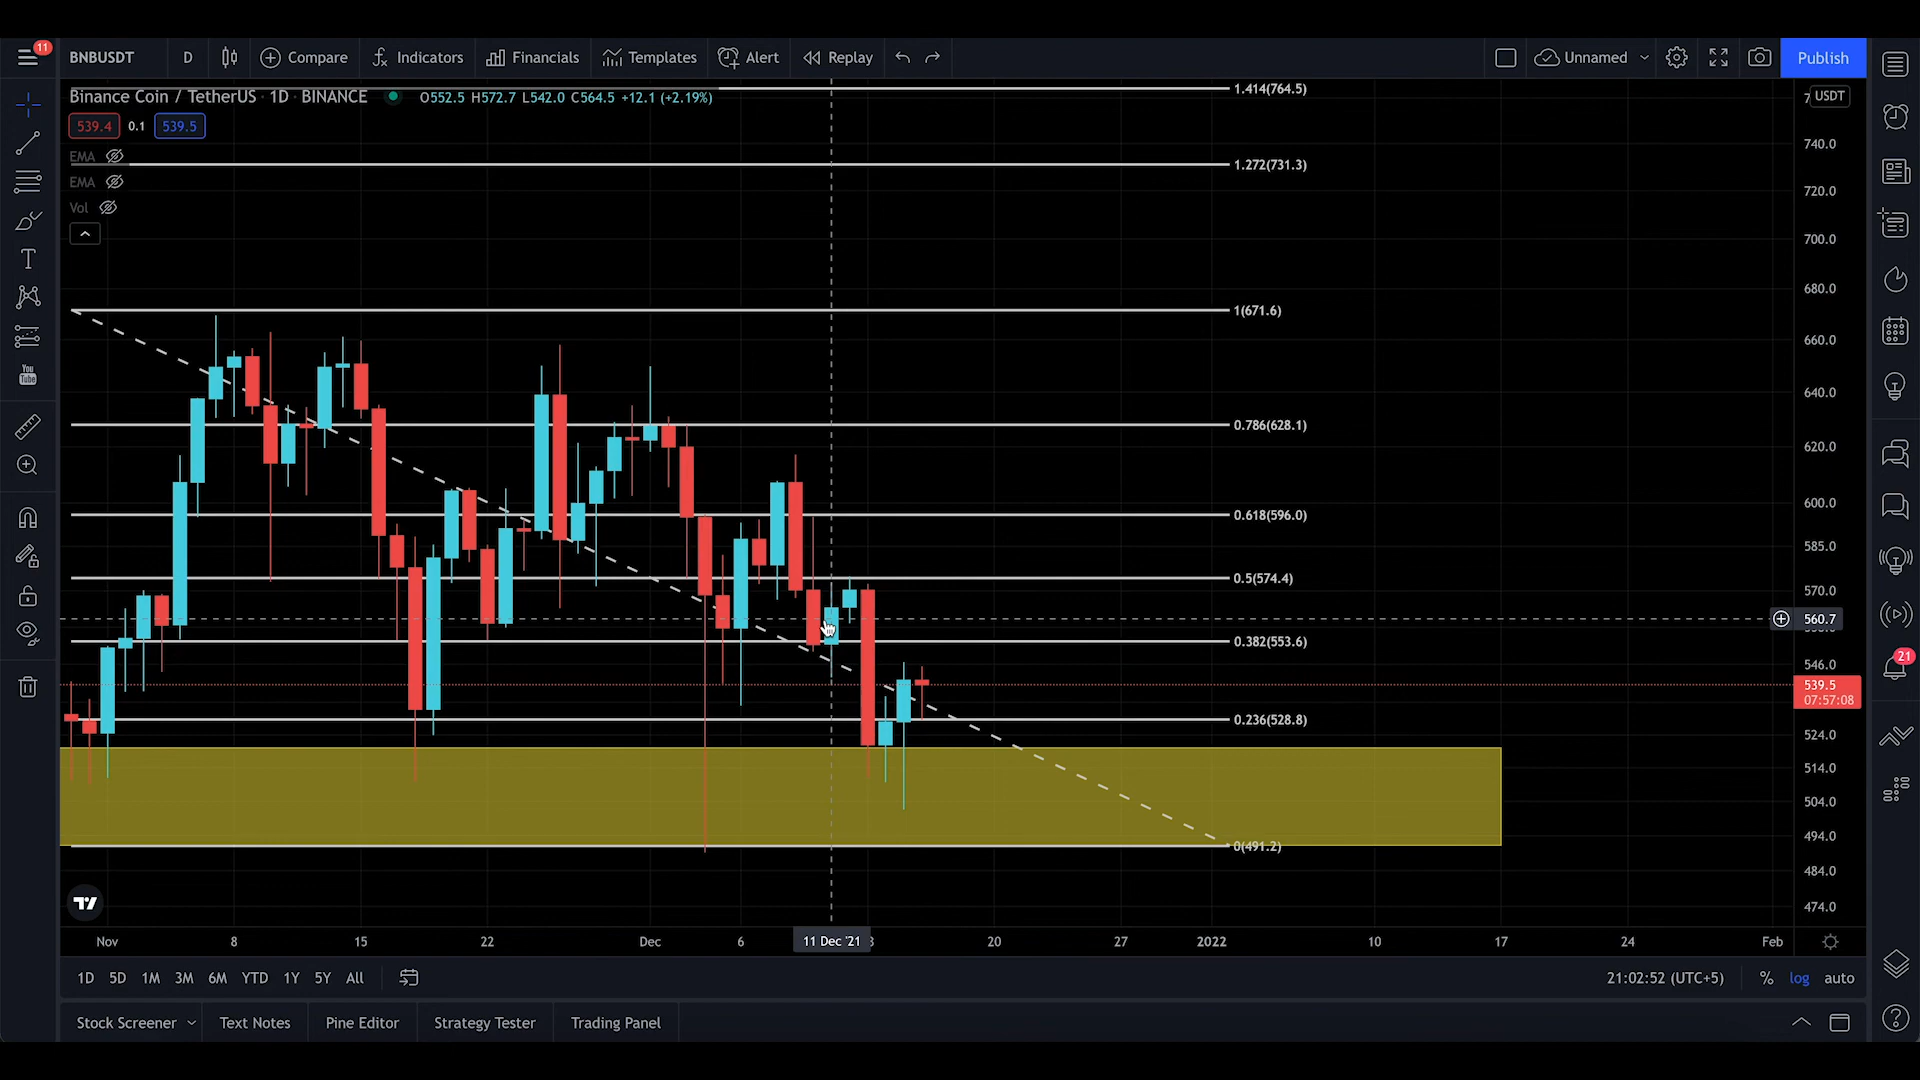 11
BNBUSDT D Compare Indicators Financials Templates Alert Replay Unnamed Publish
Binance Coin / TetherUS · 1D · BINANCE O552.5 H572.7 L542.0 C564.5 +12.1 (+2.19%)
539.4 0.1 539.5
EMA
EMA
Vol
USDT
740.0
720.0
700.0
680.0
660.0
640.0
620.0
600.0
585.0
570.0
560.7
546.0
539.5
07:57:08
524.0
514.0
504.0
494.0
484.0
474.0
1.414(764.5)
1.272(731.3)
1(671.6)
0.786(628.1)
0.618(596.0)
0.5(574.4)
0.382(553.6)
0.236(528.8)
0(491.2)
You
Tube
21
Nov 8 15 22 Dec 6 11 Dec '21 20 27 2022 10 17 24 Feb
1D 5D 1M 3M 6M YTD 1Y 5Y All 21:02:52 (UTC+5) % log auto
Stock Screener Text Notes Pine Editor Strategy Tester Trading Panel